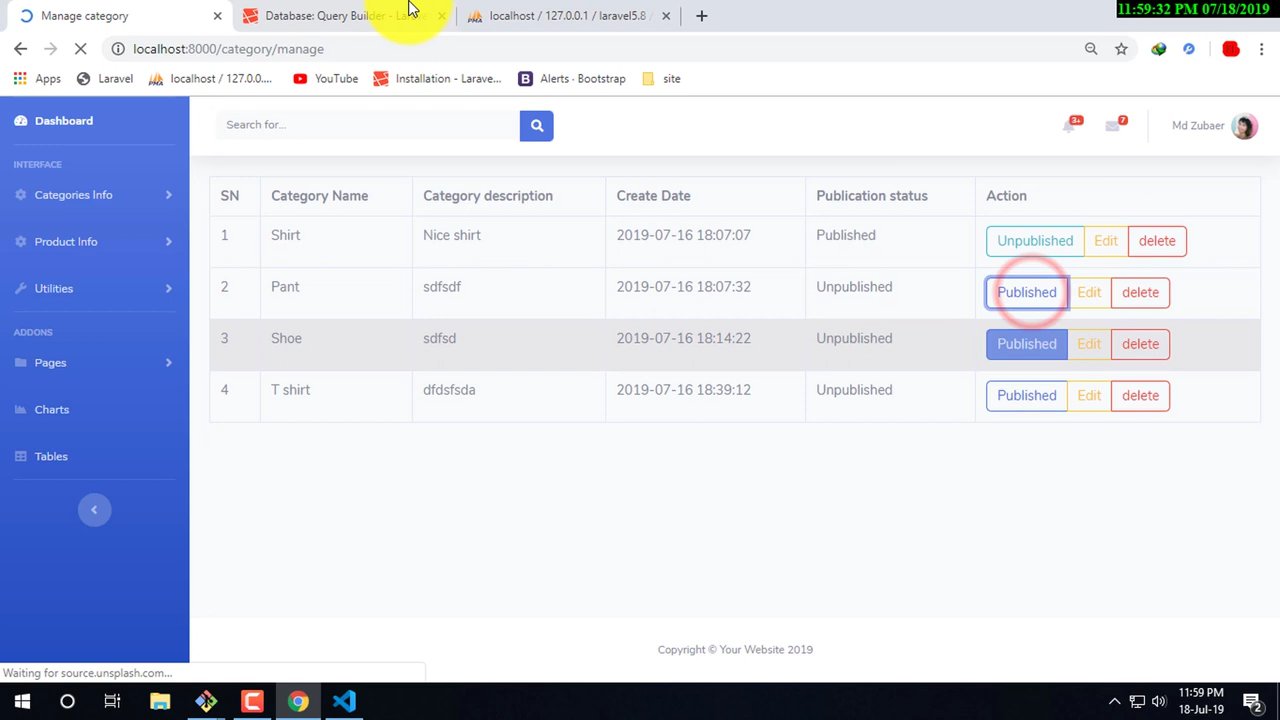 Manage category
Database: Query Builder - Larave
localhost / 127.0.0.1 / laravel5.8
11:59:32 PM 07/18/2019
localhost:8000/category/manage
Apps
Laravel
localhost / 127.0.0....
YouTube
Installation - Larave...
Alerts · Bootstrap
site
Dashboard
Search for...
3+
7
Md Zubaer
INTERFACE
Categories Info
Product Info
Utilities
ADDONS
Pages
Charts
Tables
SN Category Name Category description Create Date Publication status Action
1 Shirt Nice shirt 2019-07-16 18:07:07 Published Unpublished Edit delete
2 Pant sdfsdf 2019-07-16 18:07:32 Unpublished Published Edit delete
3 Shoe sdfsd 2019-07-16 18:14:22 Unpublished Published Edit delete
4 T shirt dfdsfsda 2019-07-16 18:39:12 Unpublished Published Edit delete
Copyright © Your Website 2019
Waiting for source.unsplash.com...
11:59 PM
18-Jul-19
2